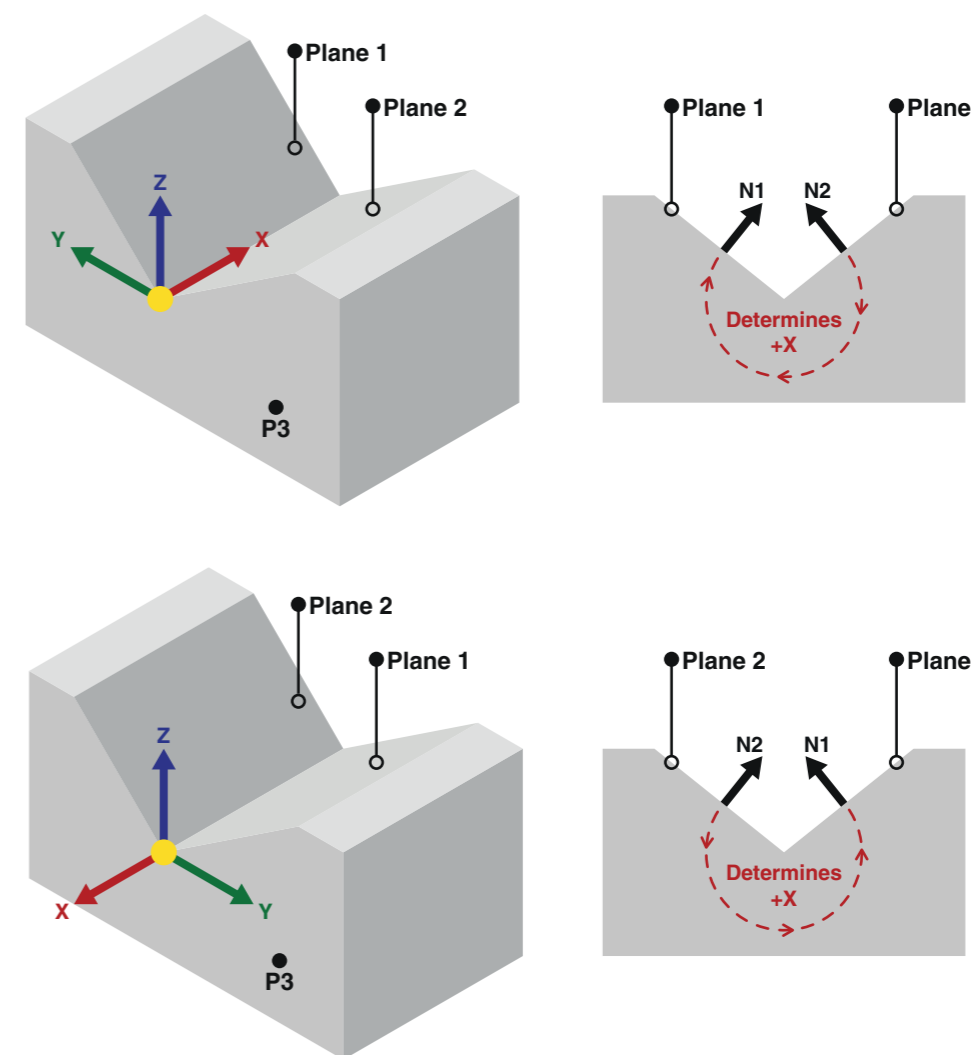 Plane 1
Plane 2
Z
Y
X
P3
Plane 1
Plane
N1
N2
Determines
+X
Plane 2
Plane 1
Z
X
Y
P3
Plane 2
Plane
N2
N1
Determines
+X